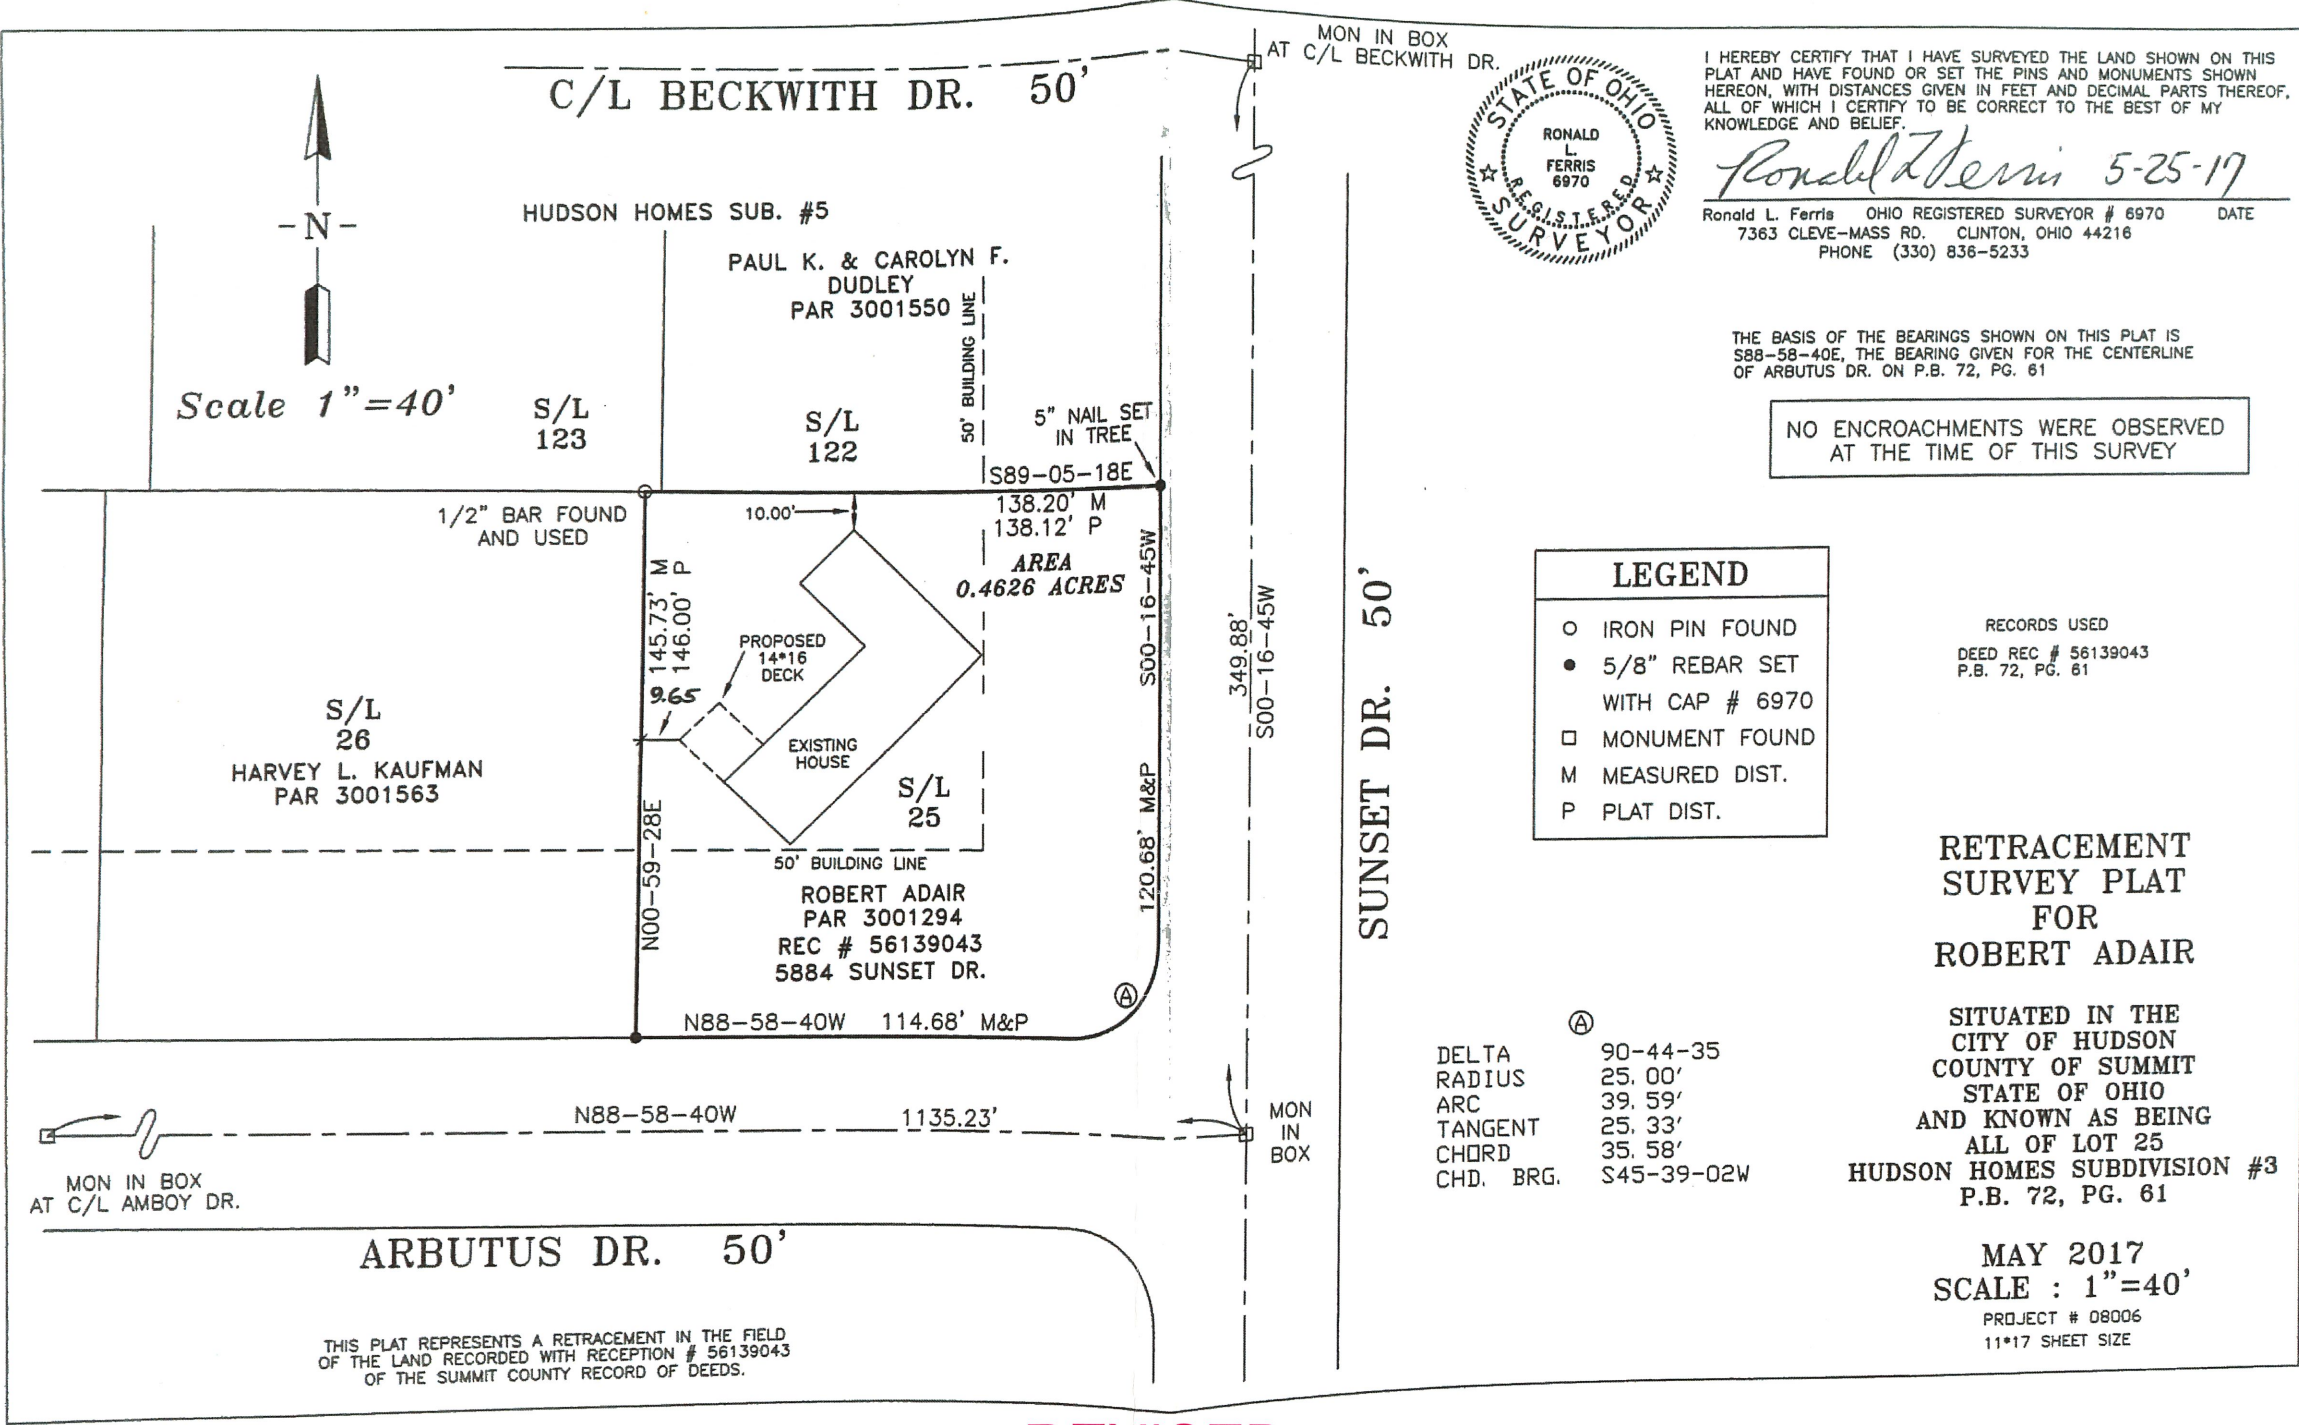 C/L BECKWITH DR. 50'
MON IN BOX
AT C/L BECKWITH DR.
STATE OF OHIO
RONALD
L.
FERRIS
6970
REGISTERED
SURVEYOR
I HEREBY CERTIFY THAT I HAVE SURVEYED THE LAND SHOWN ON THIS
PLAT AND HAVE FOUND OR SET THE PINS AND MONUMENTS SHOWN
HEREON, WITH DISTANCES GIVEN IN FEET AND DECIMAL PARTS THEREOF,
ALL OF WHICH I CERTIFY TO BE CORRECT TO THE BEST OF MY
KNOWLEDGE AND BELIEF.
Ronald L Ferris 5-25-17
Ronald L. Ferris OHIO REGISTERED SURVEYOR # 6970 DATE
7363 CLEVE-MASS RD. CLINTON, OHIO 44216
PHONE (330) 836-5233
THE BASIS OF THE BEARINGS SHOWN ON THIS PLAT IS
S88-58-40E, THE BEARING GIVEN FOR THE CENTERLINE
OF ARBUTUS DR. ON P.B. 72, PG. 61
NO ENCROACHMENTS WERE OBSERVED
AT THE TIME OF THIS SURVEY
-N-
Scale 1"=40'
HUDSON HOMES SUB. #5
PAUL K. & CAROLYN F.
DUDLEY
PAR 3001550
50' BUILDING LINE
S/L
123
S/L
122
5" NAIL SET
IN TREE
S89-05-18E
138.20' M
138.12' P
1/2" BAR FOUND
AND USED
10.00'
AREA
0.4626 ACRES
145.73' M
146.00' P
PROPOSED
14*16
DECK
9.65
EXISTING
HOUSE
S/L
26
HARVEY L. KAUFMAN
PAR 3001563
S/L
25
N00-59-28E
50' BUILDING LINE
ROBERT ADAIR
PAR 3001294
REC # 56139043
5884 SUNSET DR.
S00-16-45W
120.68' M&P
349.88'
S00-16-45W
SUNSET DR. 50'
A
N88-58-40W 114.68' M&P
N88-58-40W 1135.23'
MON IN BOX
AT C/L AMBOY DR.
MON
IN
BOX
ARBUTUS DR. 50'
THIS PLAT REPRESENTS A RETRACEMENT IN THE FIELD
OF THE LAND RECORDED WITH RECEPTION # 56139043
OF THE SUMMIT COUNTY RECORD OF DEEDS.
LEGEND
IRON PIN FOUND
5/8" REBAR SET
WITH CAP # 6970
MONUMENT FOUND
M MEASURED DIST.
P PLAT DIST.
RECORDS USED
DEED REC # 56139043
P.B. 72, PG. 61
A
DELTA 90-44-35
RADIUS 25.00'
ARC 39.59'
TANGENT 25.33'
CHORD 35.58'
CHD. BRG. S45-39-02W
RETRACEMENT
SURVEY PLAT
FOR
ROBERT ADAIR
SITUATED IN THE
CITY OF HUDSON
COUNTY OF SUMMIT
STATE OF OHIO
AND KNOWN AS BEING
ALL OF LOT 25
HUDSON HOMES SUBDIVISION #3
P.B. 72, PG. 61
MAY 2017
SCALE : 1"=40'
PROJECT # 08006
11*17 SHEET SIZE